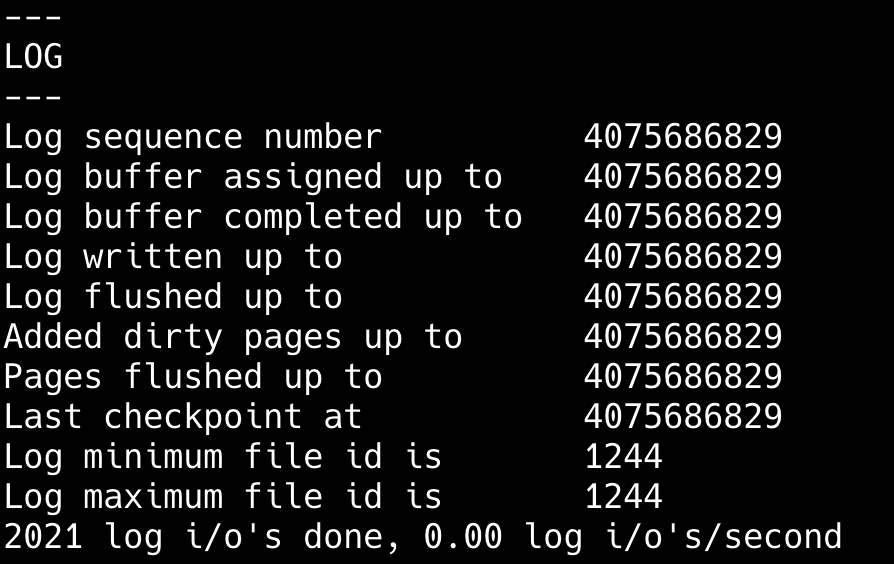 ---
LOG
---
Log sequence number          4075686829
Log buffer assigned up to    4075686829
Log buffer completed up to   4075686829
Log written up to            4075686829
Log flushed up to            4075686829
Added dirty pages up to      4075686829
Pages flushed up to          4075686829
Last checkpoint at           4075686829
Log minimum file id is       1244
Log maximum file id is       1244
2021 log i/o's done, 0.00 log i/o's/second